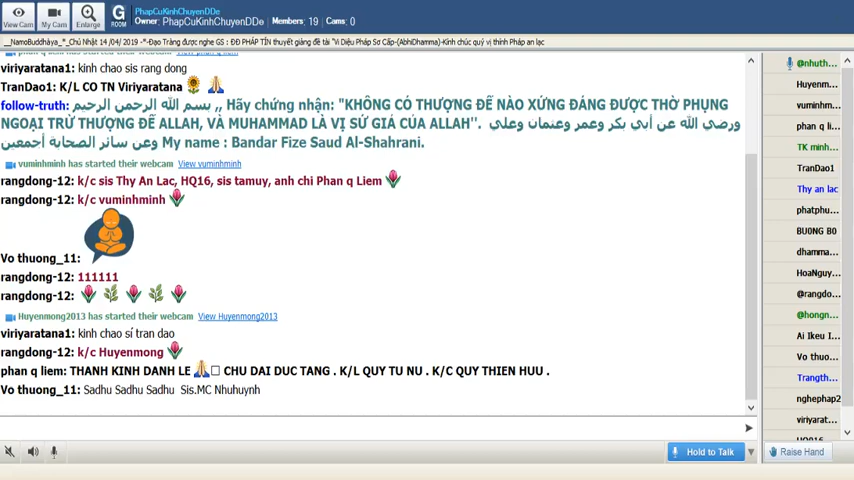 View Cam
My Cam
Enlarge
G
ROOM
PhapCuKinhChuyenDDe
Owner: PhapCuKinhChuyenDDe Members: 19 Cams: 0
__NamoBuddhàya_*_Chủ Nhật 14 /04/ 2019 -*-Đạo Tràng được nghe GS : ĐĐ PHÁP TÍN thuyết giảng đề tài "Vi Diệu Pháp Sơ Cấp-(AbhiDhamma)-Kính chúc quý vị thính Pháp an lạc
viriyaratana1: kinh chao sis rang dong
TranDao1: K/L CO TN Viriyaratana
follow-truth: بسم الله الرحمن الرحيم ,, Hãy chứng nhận: "KHÔNG CÓ THƯỢNG ĐẾ NÀO XỨNG ĐÁNG ĐƯỢC THỜ PHỤNG
NGOẠI TRỪ THƯỢNG ĐẾ ALLAH, VÀ MUHAMMAD LÀ VỊ SỨ GIẢ CỦA ALLAH". ورضي الله عن أبي بكر وعمر وعثمان وعلي
وعن سائر الصحابة أجمعين My name : Bandar Fize Saud Al-Shahrani.
vuminhminh has started their webcam View vuminhminh
rangdong-12: k/c sis Thy An Lac, HQ16, sis tamuy, anh chi Phan q Liem
rangdong-12: k/c vuminhminh
Vo thuong_11:
rangdong-12: 111111
rangdong-12:
Huyenmong2013 has started their webcam View Huyenmong2013
viriyaratana1: kinh chao sí tran dao
rangdong-12: k/c Huyenmong
phan q liem: THANH KINH DANH LE CHU DAI DUC TANG . K/L QUY TU NU . K/C QUY THIEN HUU .
Vo thuong_11: Sadhu Sadhu Sadhu Sis.MC Nhuhuynh
Hold to Talk
@nhuth...
Huyenm...
vuminh...
phan q l...
TK minh...
TranDao1
Thy an lac
phatphu...
BU0NG B0
dhamma...
HoaNguy...
@rangdo...
@hongn...
Ai Ikeu I...
Vo thuo...
Trangth...
nghephap2
viriyarat...
HQ16
Raise Hand